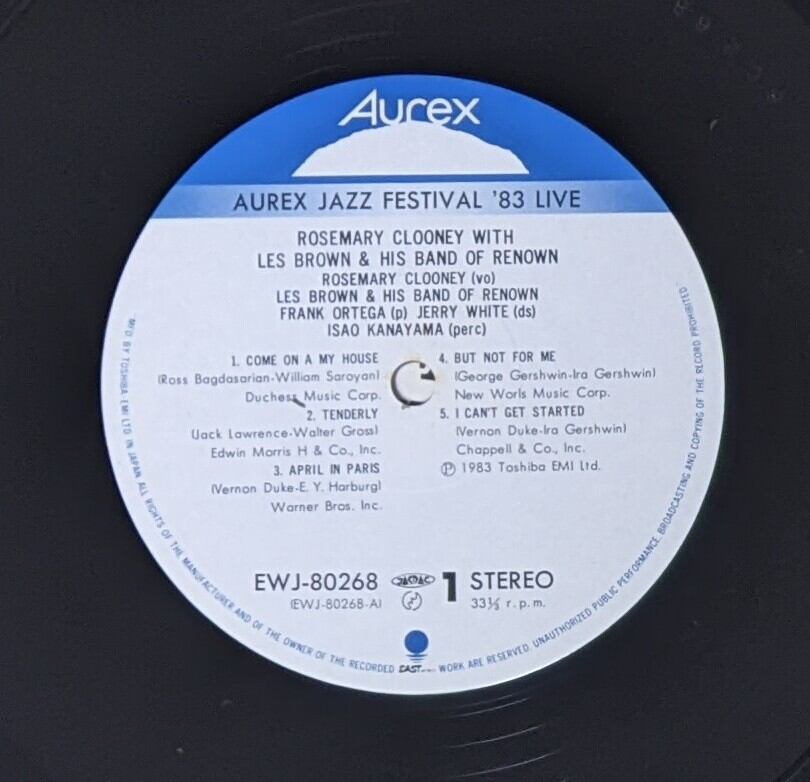 Aurex
AUREX JAZZ FESTIVAL '83 LIVE
ROSEMARY CLOONEY WITH
LES BROWN & HIS BAND OF RENOWN
ROSEMARY CLOONEY (vo)
LES BROWN & HIS BAND OF RENOWN
FRANK ORTEGA (p) JERRY WHITE (ds)
ISAO KANAYAMA (perc)
1. COME ON A MY HOUSE
(Ross Bagdasarian-William Saroyan)
Duchess Music Corp.
2. TENDERLY
(Jack Lawrence-Walter Gross)
Edwin Morris H & Co., Inc.
3. APRIL IN PARIS
(Vernon Duke-E. Y. Harburg)
Warner Bros. Inc.
4. BUT NOT FOR ME
(George Gershwin-Ira Gershwin)
New Worls Music Corp.
5. I CAN'T GET STARTED
(Vernon Duke-Ira Gershwin)
Chappell & Co., Inc.
Ⓟ 1983 Toshiba EMI Ltd.
EWJ-80268 JASRAC 1 STEREO
(EWJ-80268-A) 33⅓ r.p.m.
EAST
M'F'D BY TOSHIBA EMI LTD IN JAPAN ALL RIGHTS OF THE MANUFACTURER AND OF THE OWNER OF THE RECORDED WORK ARE RESERVED. UNAUTHORIZED PUBLIC PERFORMANCE, BROADCASTING AND COPYING OF THE RECORD PROHIBITED.